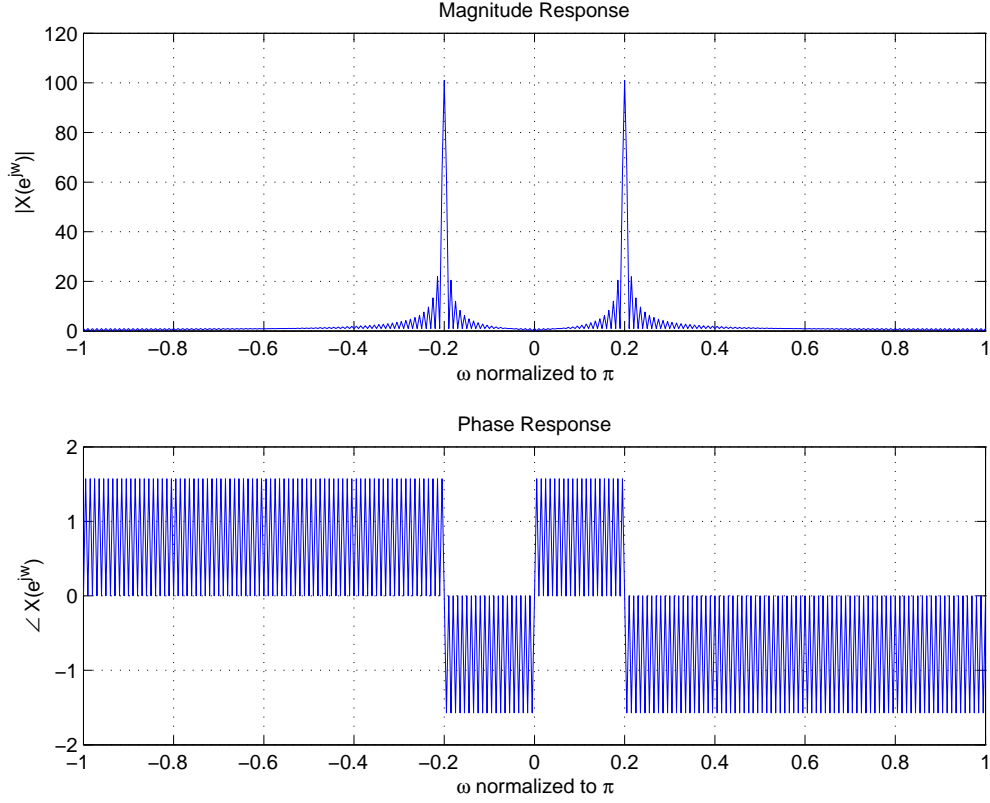 Magnitude Response
120
100
80
60
40
20
0
|X(e^jw)|
−1 −0.8 −0.6 −0.4 −0.2 0 0.2 0.4 0.6 0.8 1
ω normalized to π
Phase Response
2
1
0
−1
−2
∠ X(e^jw)
−1 −0.8 −0.6 −0.4 −0.2 0 0.2 0.4 0.6 0.8 1
ω normalized to π